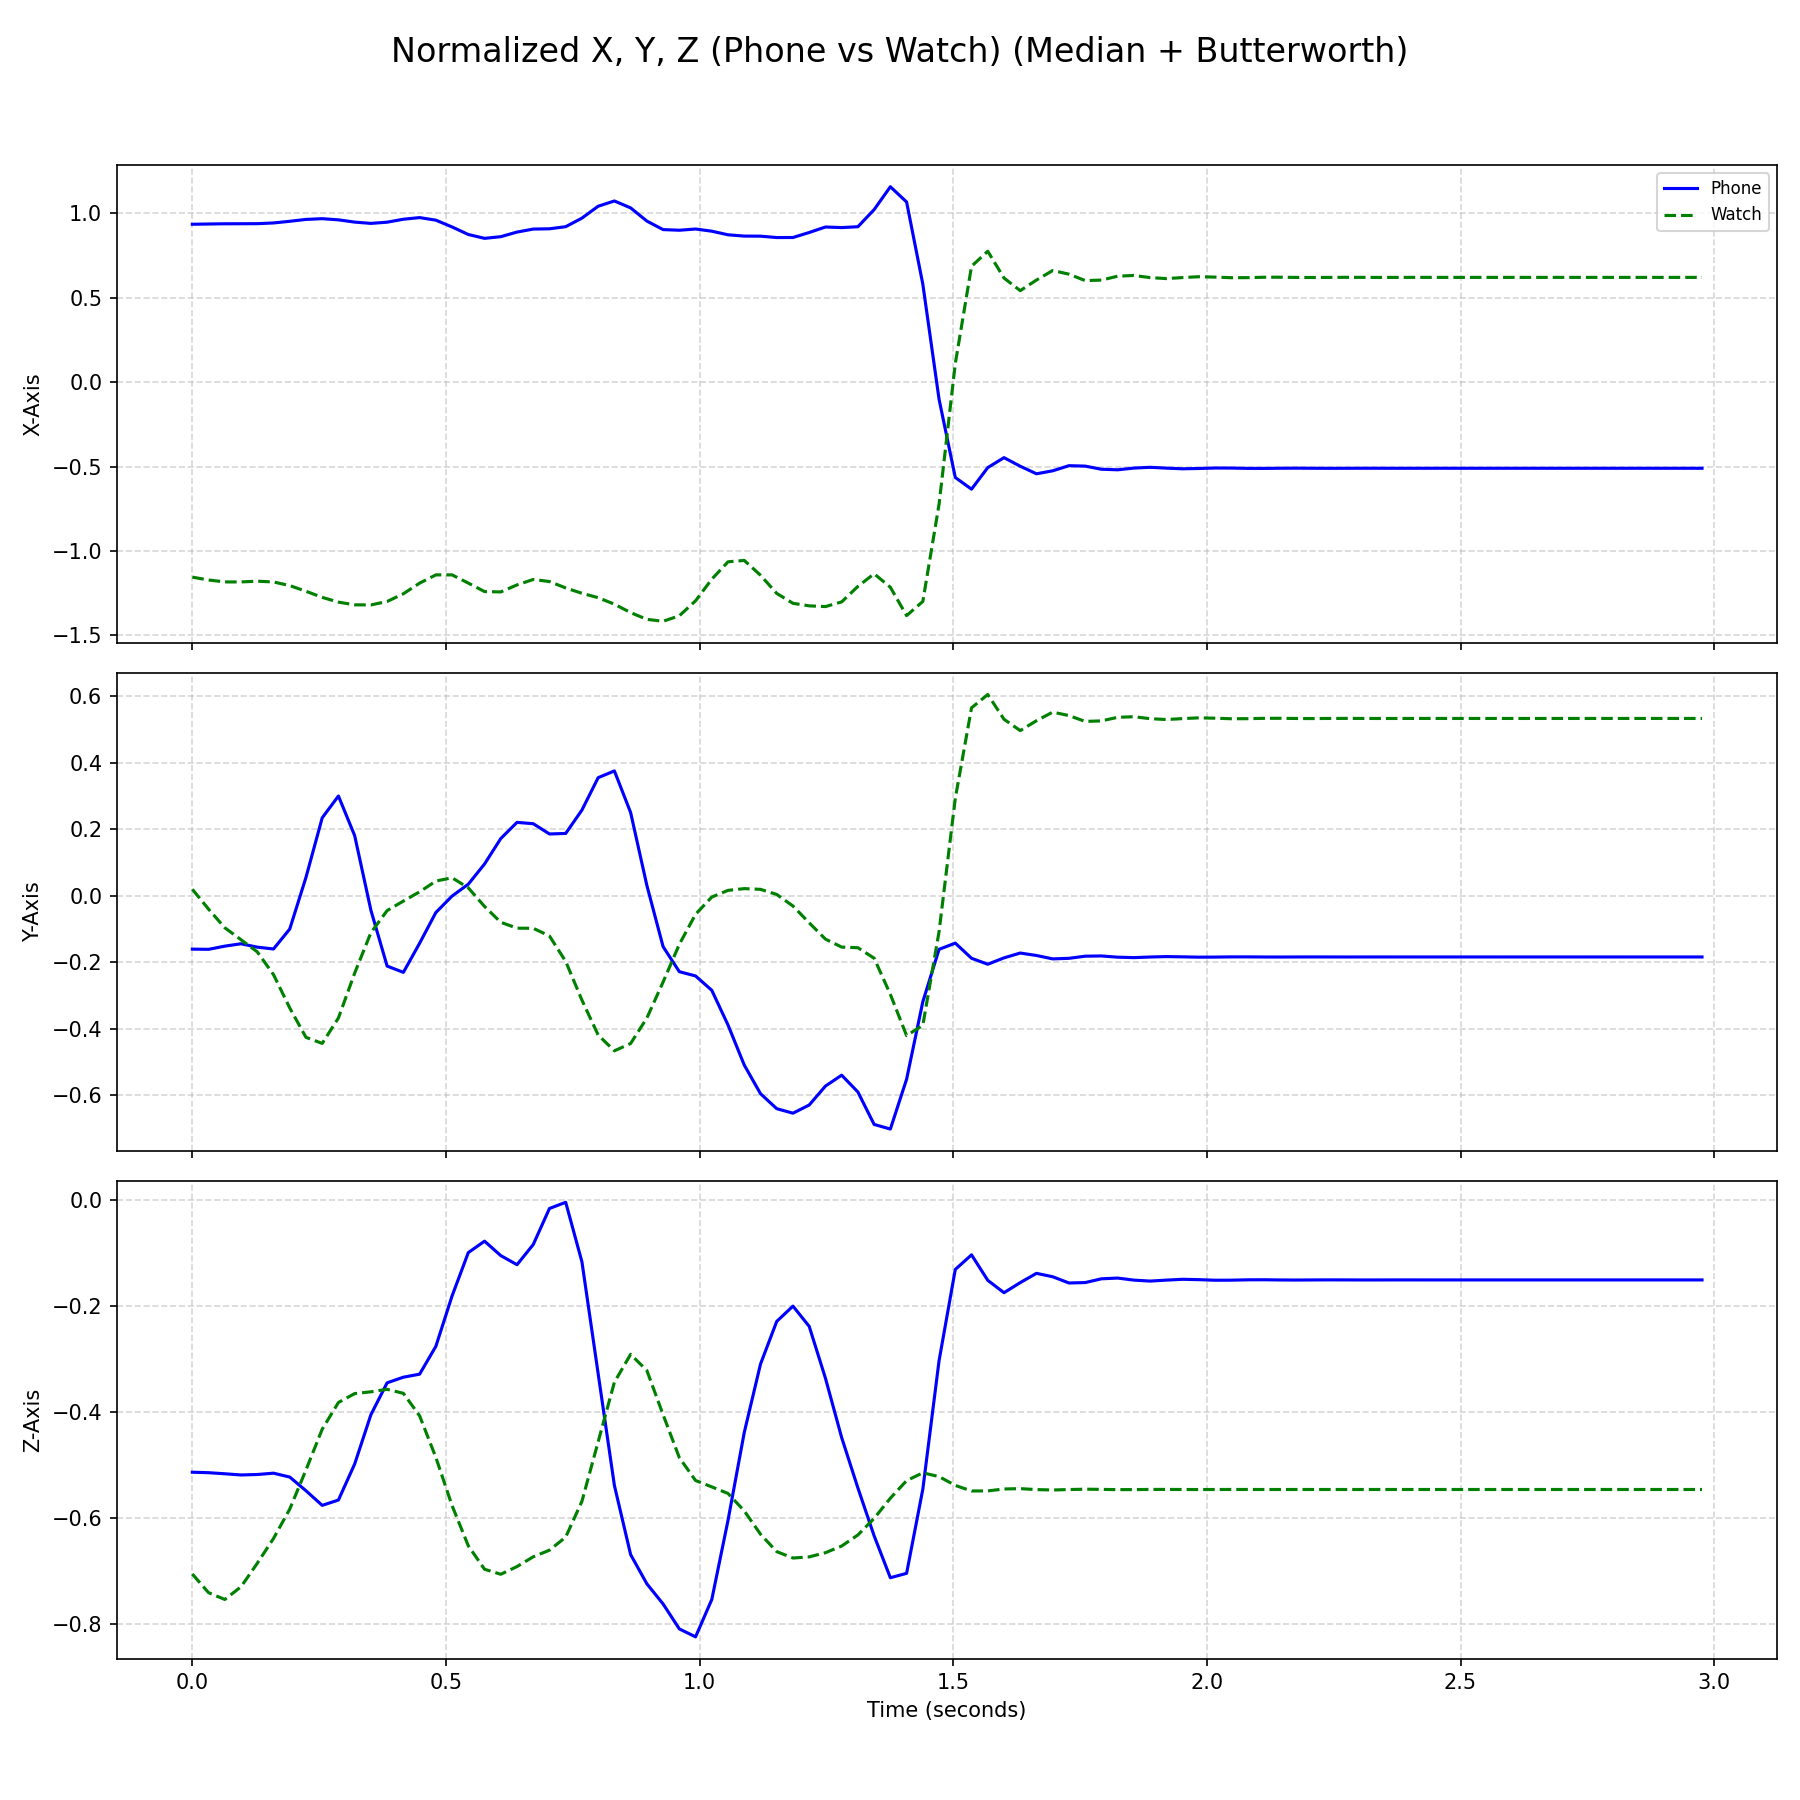 Normalized X, Y, Z (Phone vs Watch) (Median + Butterworth)
Phone
Watch
X-Axis
1.0
0.5
0.0
−0.5
−1.0
−1.5
Y-Axis
0.6
0.4
0.2
0.0
−0.2
−0.4
−0.6
Z-Axis
0.0
−0.2
−0.4
−0.6
−0.8
0.0 0.5 1.0 1.5 2.0 2.5 3.0
Time (seconds)